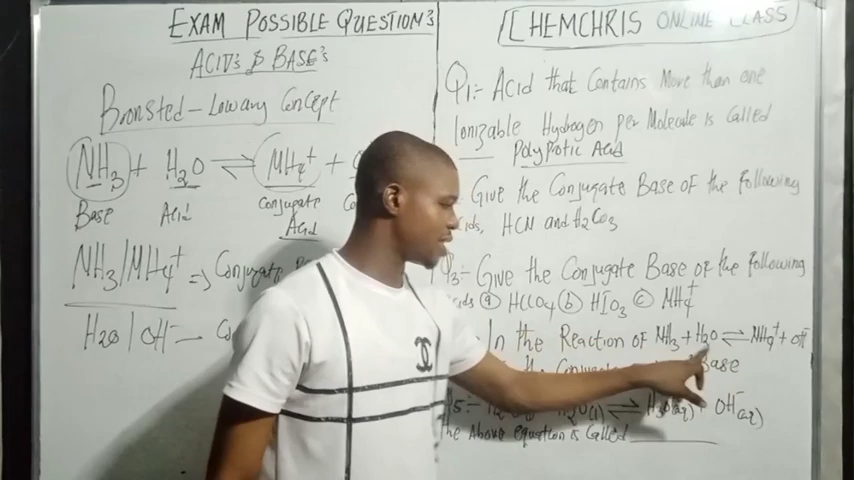 EXAM POSSIBLE QUESTIONS
ACID'S & BASE'S
Bronsted-Lowary Concept
NH3 + H2O ⇌ NH4+ +
Base Acid Conjugate
Acid
NH3/NH4+ => Conjugate
H2O/OH- -
CHEMCHRIS ONLINE CLASS
Q1:- Acid that Contains More than one
Ionizable Hydrogen per Molecule is Called
Polyprotic Acid
Give the Conjugate Base of the Following
HCN and H2CO3
Q3:- Give the Conjugate Base of the Following
(a) HClO4 (b) HIO3 (c) NH4+
In the Reaction of NH3 + H2O ⇌ NH4+ + OH-
the Base
Q5:- H2O(l) ⇌ H3O(aq) + OH-(aq)
the Above equation is Called